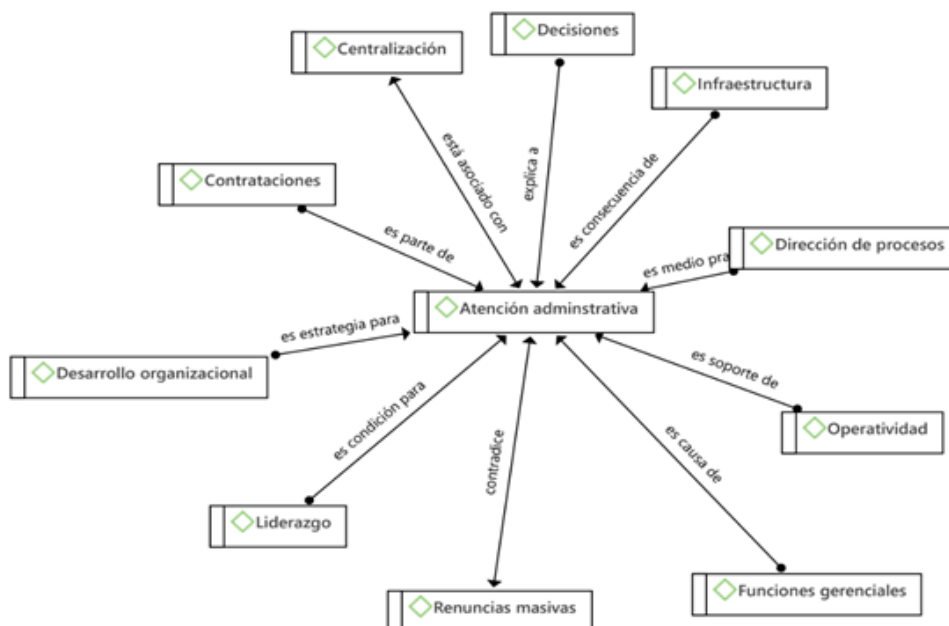 Decisiones
Centralización
Infraestructura
está asociado con
explica a
es consecuencia de
Contrataciones
es parte de
Dirección de procesos
es medio pra
Atención adminstrativa
es estrategia para
Desarrollo organizacional
es soporte de
Operatividad
es condición para
contradice
es causa de
Liderazgo
Funciones gerenciales
Renuncias masivas